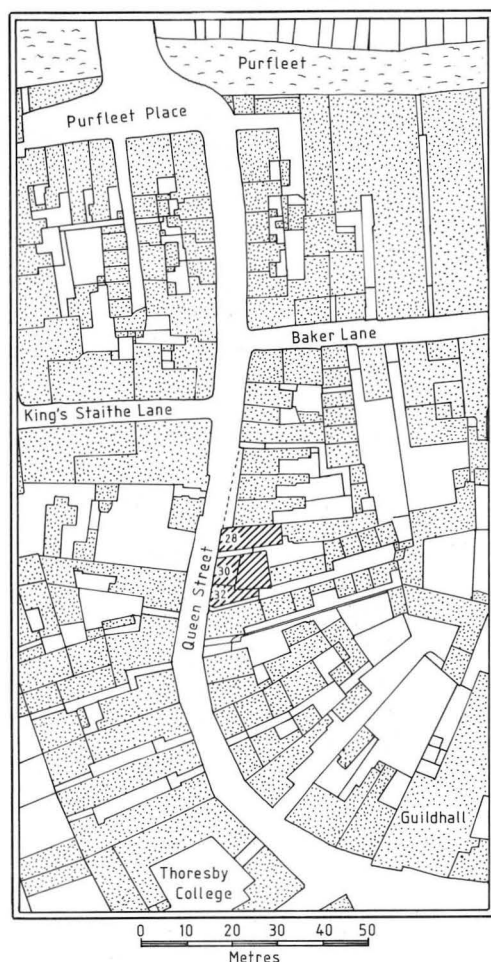 Purfleet
Purfleet Place
Baker Lane
King's Staithe Lane
28
30
31
Queen Street
Guildhall
Thoresby
College
0 10 20 30 40 50
Metres